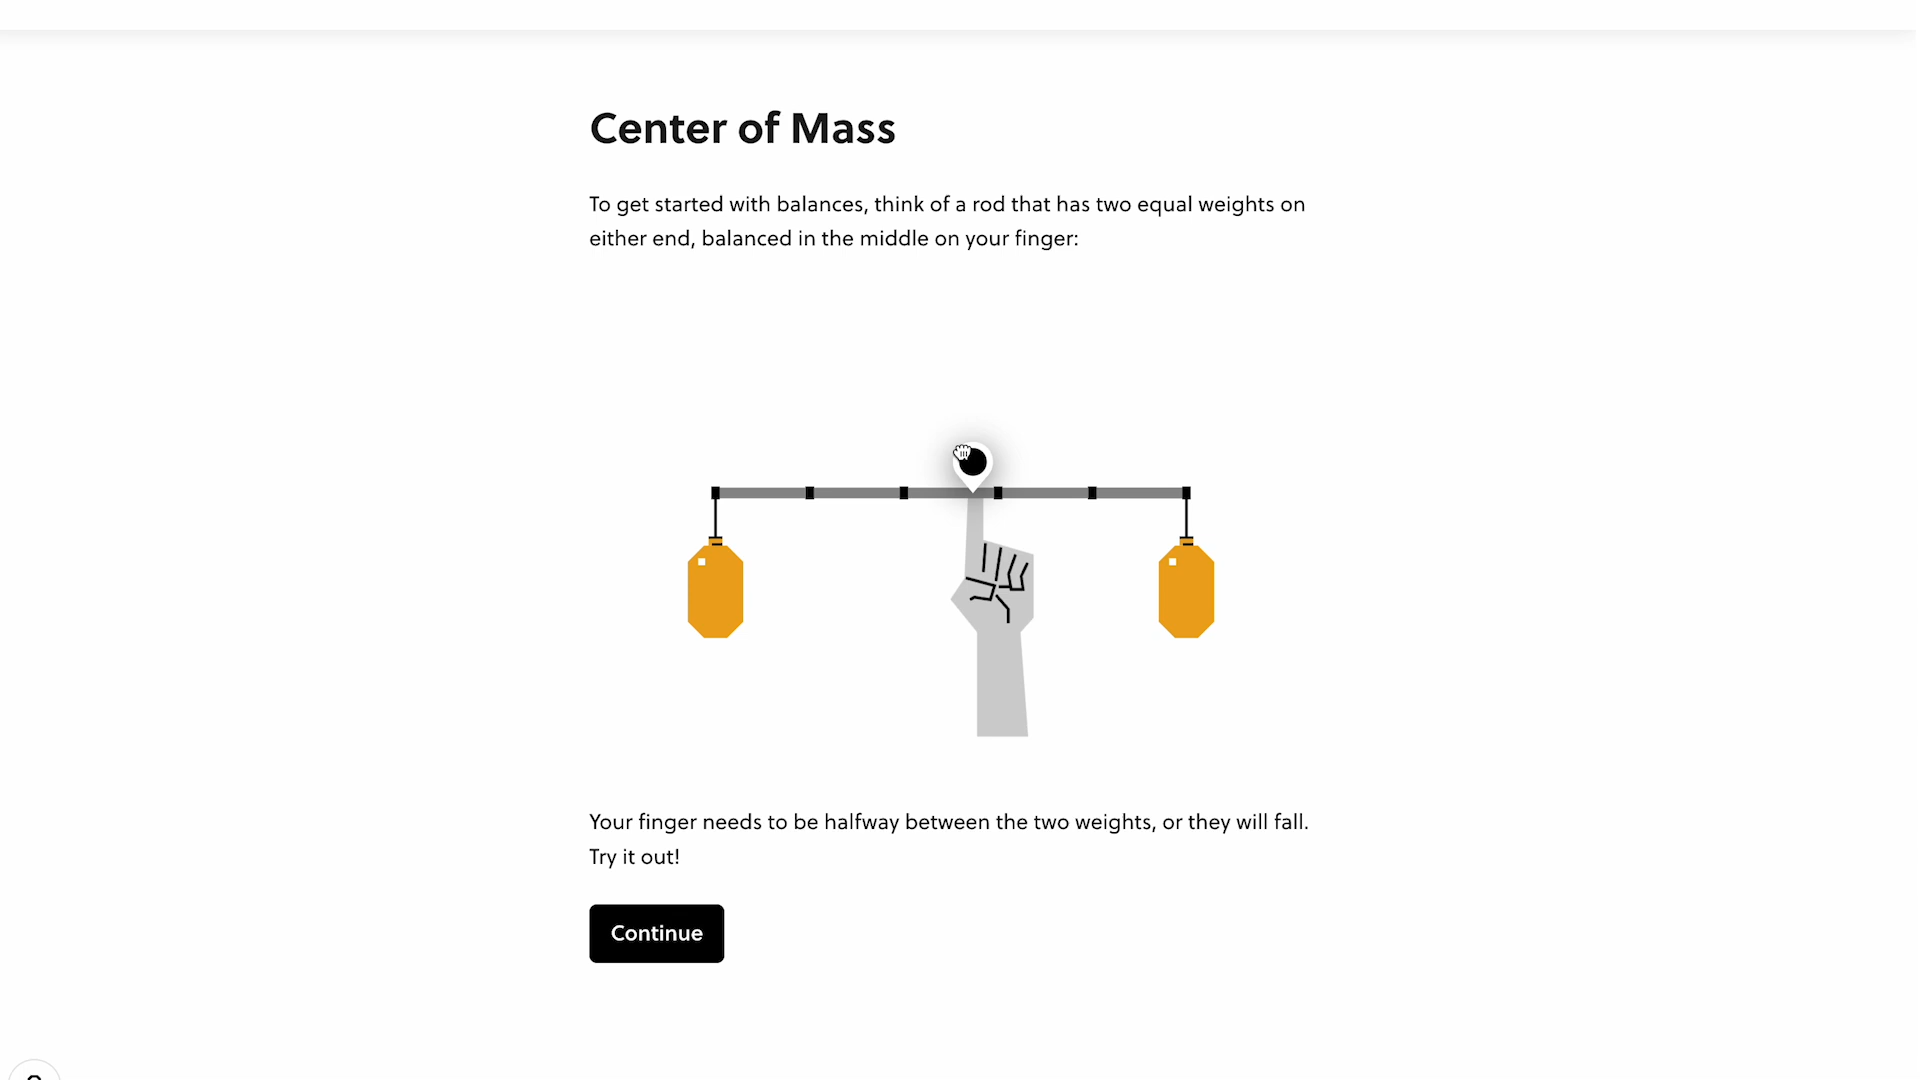 Center of Mass
To get started with balances, think of a rod that has two equal weights on
either end, balanced in the middle on your finger:
Your finger needs to be halfway between the two weights, or they will fall.
Try it out!
Continue